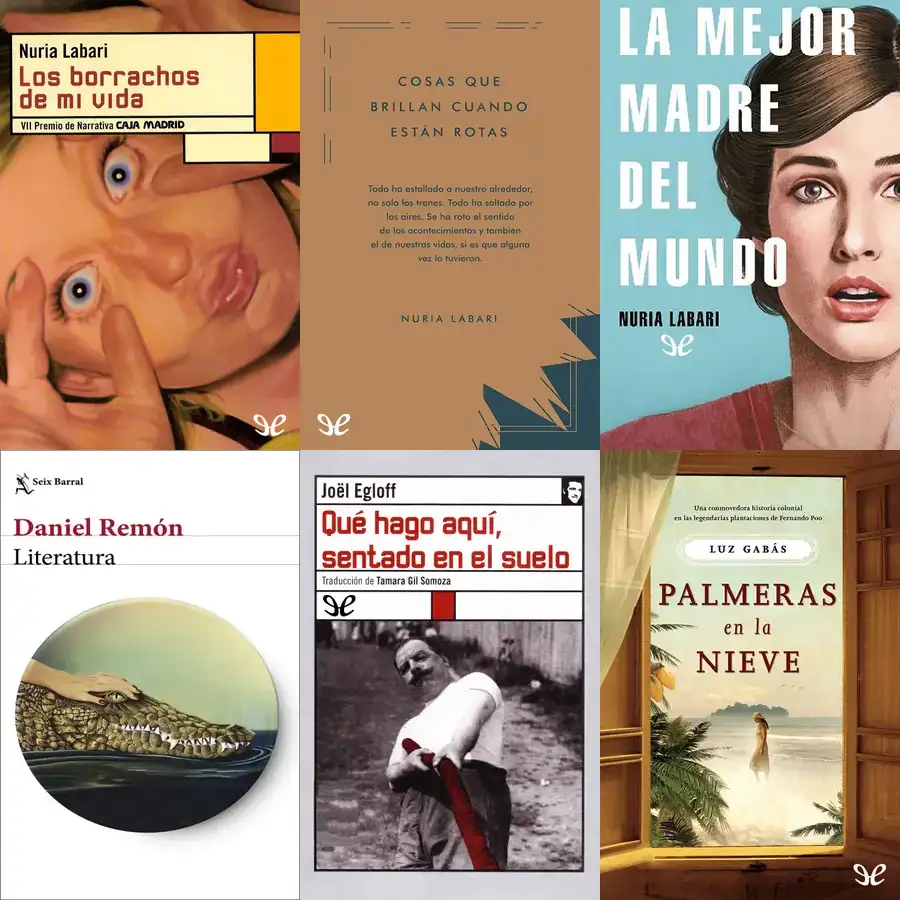 Nuria Labari
Los borrachos
de mi vida
VII Premio de Narrativa CAJA MADRID
COSAS QUE
BRILLAN CUANDO
ESTÁN ROTAS
Todo ha estallado a nuestro alrededor,
no solo los trenes. Todo ha saltado por
los aires. Se ha roto el sentido
de los acontecimientos y también
el de nuestras vidas, si es que alguna
vez lo tuvieron.
NURIA LABARI
LA MEJOR
MADRE
DEL
MUNDO
NURIA LABARI
Seix Barral
Daniel Remón
Literatura
Joël Egloff
Qué hago aquí,
sentado en el suelo
Traducción de Tamara Gil Somoza
Una conmovedora historia colonial
en las legendarias plantaciones de Fernando Poo
LUZ GABÁS
PALMERAS
en la
NIEVE